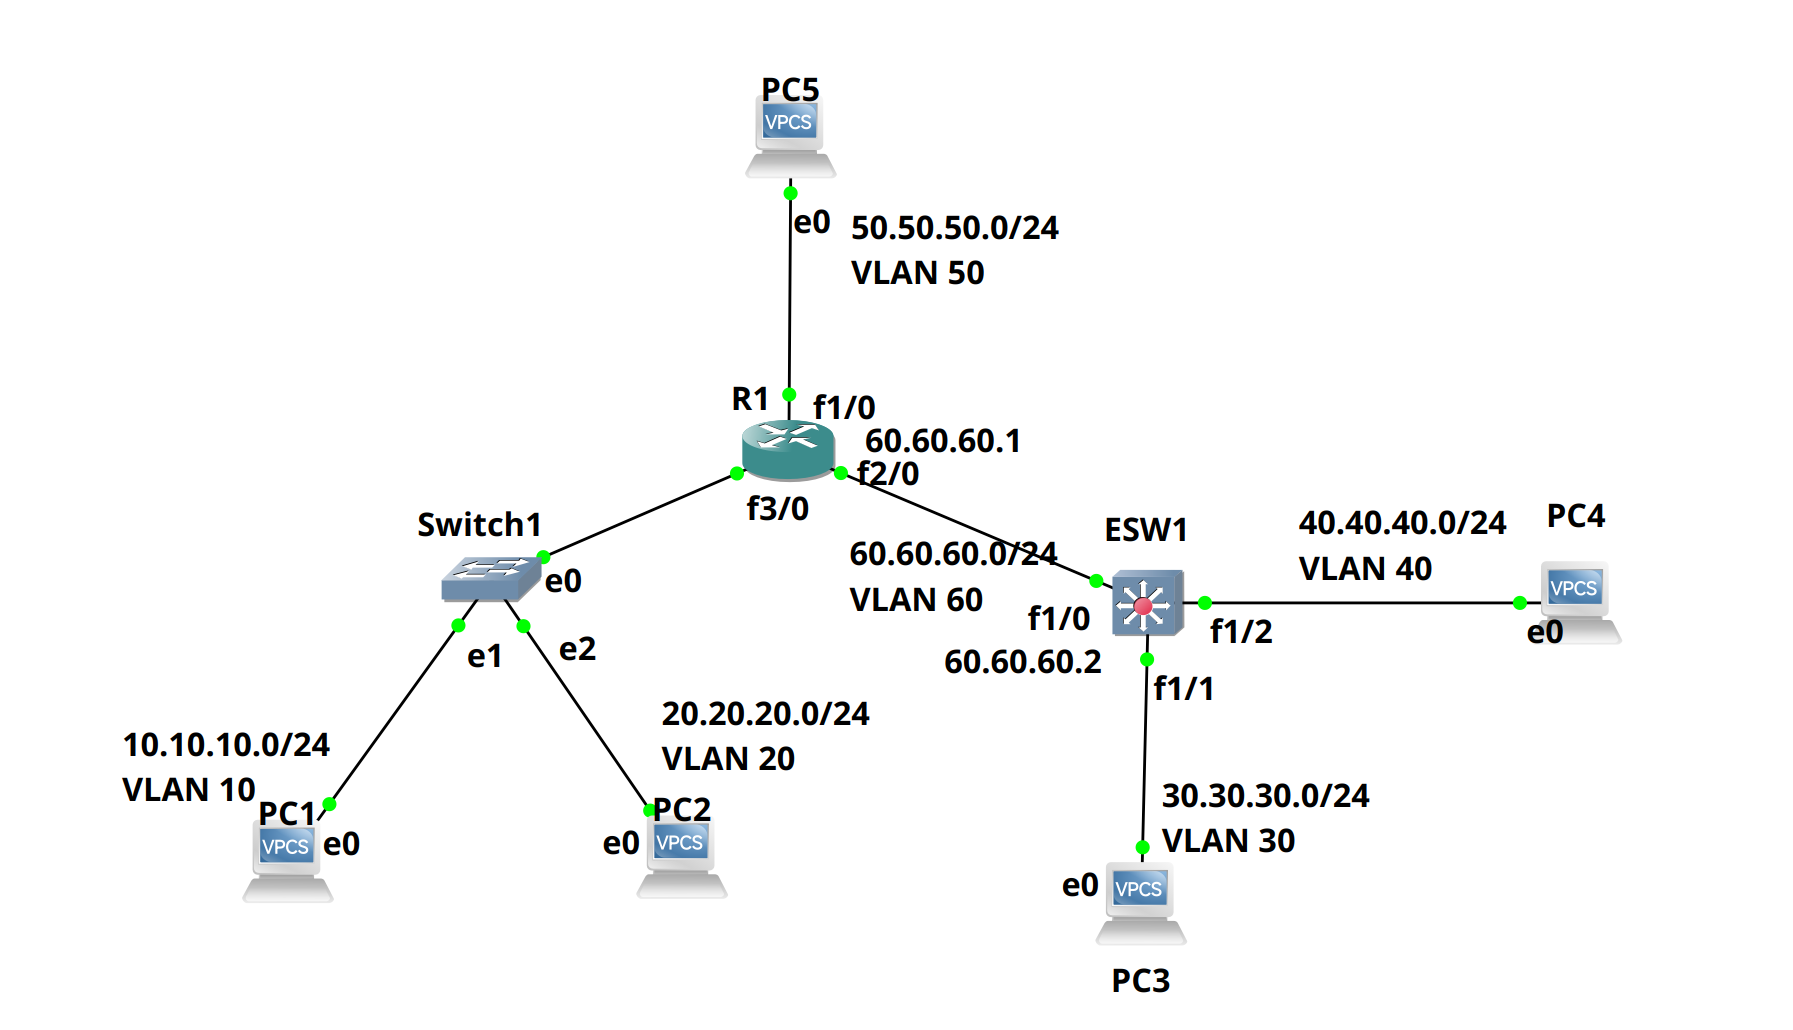 PC5
VPCS
e0
50.50.50.0/24
VLAN 50
R1
f1/0
60.60.60.1
f2/0
f3/0
Switch1
e0
e1
e2
60.60.60.0/24
VLAN 60
ESW1
f1/0
60.60.60.2
f1/2
f1/1
40.40.40.0/24
VLAN 40
PC4
VPCS
e0
10.10.10.0/24
VLAN 10
PC1
VPCS
e0
20.20.20.0/24
VLAN 20
PC2
VPCS
e0
30.30.30.0/24
VLAN 30
e0
VPCS
PC3